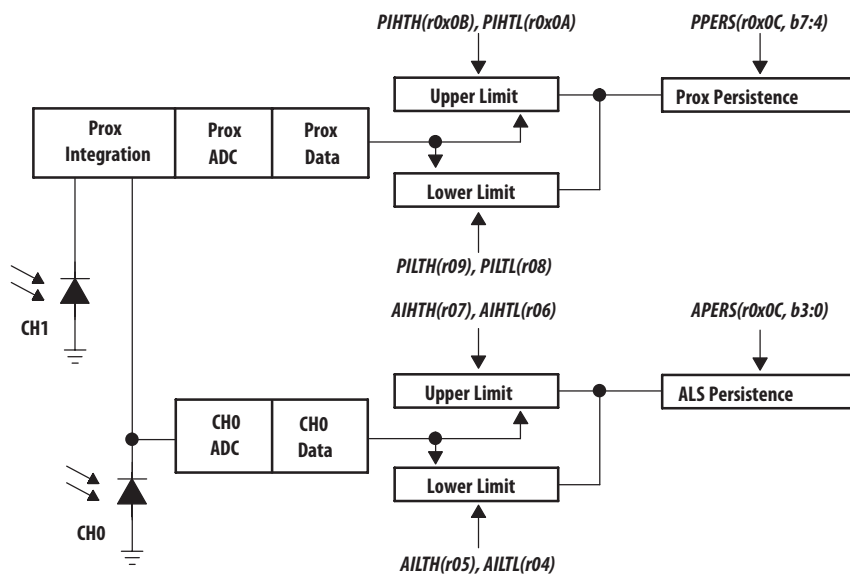 PIHTH(r0x0B), PIHTL(r0x0A)
PPERS(r0x0C, b7:4)
Upper Limit
Prox Persistence
Prox
Integration
Prox
ADC
Prox
Data
Lower Limit
PILTH(r09), PILTL(r08)
CH1
AIHTH(r07), AIHTL(r06)
APERS(r0x0C, b3:0)
Upper Limit
ALS Persistence
CH0
ADC
CH0
Data
Lower Limit
CH0
AILTH(r05), AILTL(r04)